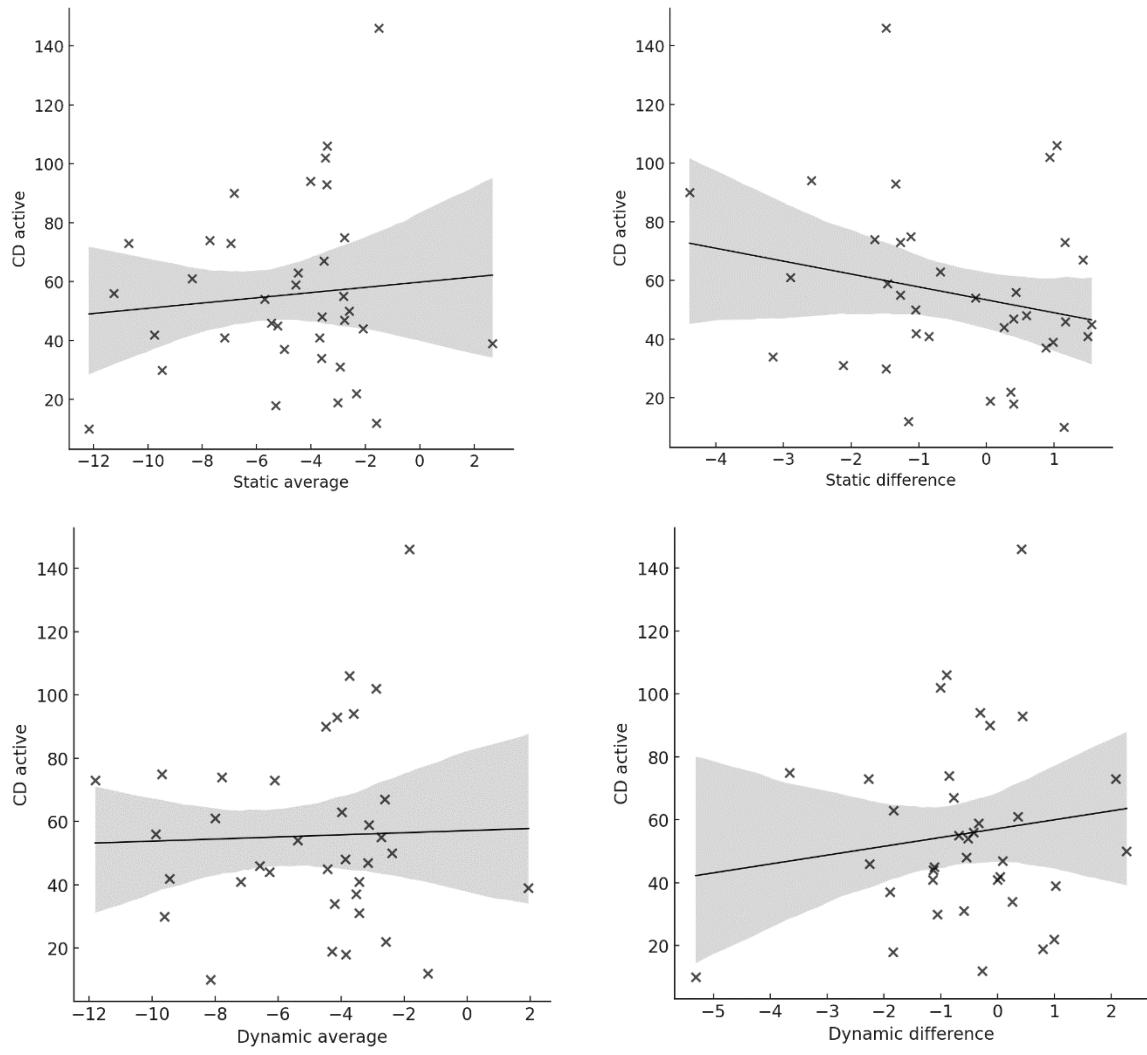 140
120
100
80
60
40
20
CD active
−12 −10 −8 −6 −4 −2 0 2
Static average
140
120
100
80
60
40
20
CD active
−4 −3 −2 −1 0 1
Static difference
140
120
100
80
60
40
20
CD active
−12 −10 −8 −6 −4 −2 0 2
Dynamic average
140
120
100
80
60
40
20
CD active
−5 −4 −3 −2 −1 0 1 2
Dynamic difference